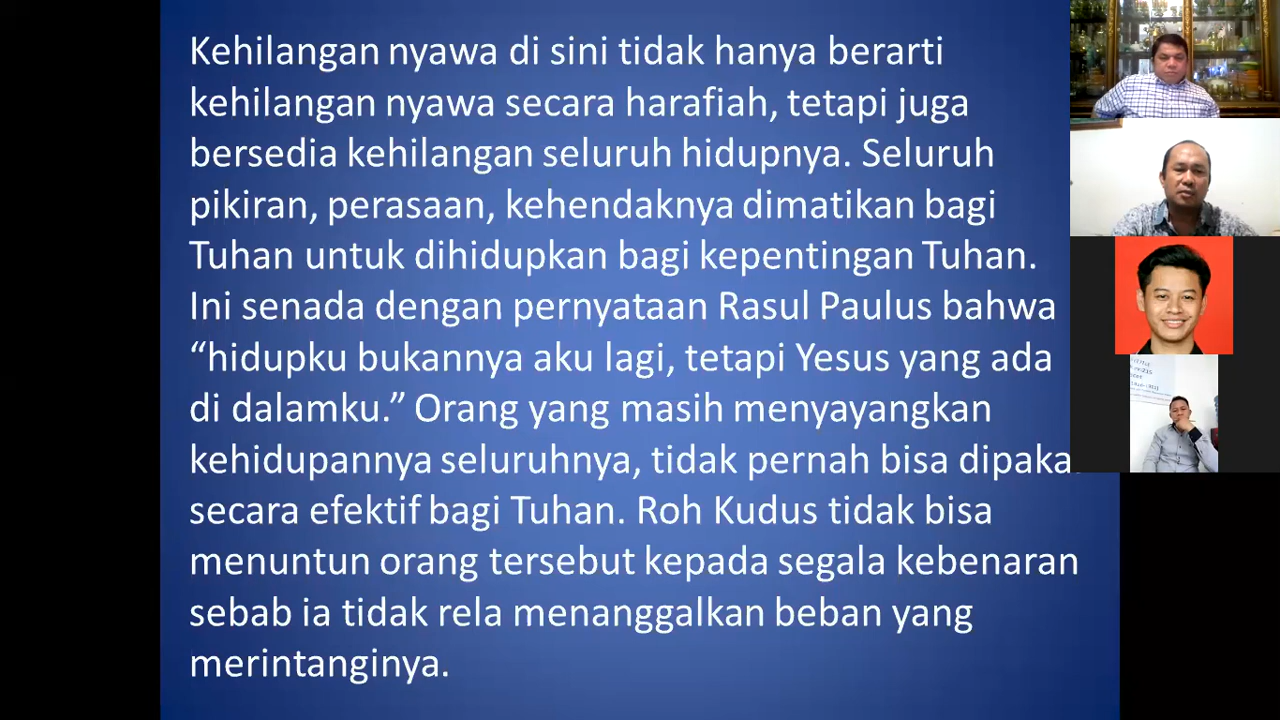 Kehilangan nyawa di sini tidak hanya berarti
kehilangan nyawa secara harafiah, tetapi juga
bersedia kehilangan seluruh hidupnya. Seluruh
pikiran, perasaan, kehendaknya dimatikan bagi
Tuhan untuk dihidupkan bagi kepentingan Tuhan.
Ini senada dengan pernyataan Rasul Paulus bahwa
“hidupku bukannya aku lagi, tetapi Yesus yang ada
di dalamku.” Orang yang masih menyayangkan
kehidupannya seluruhnya, tidak pernah bisa dipaka
secara efektif bagi Tuhan. Roh Kudus tidak bisa
menuntun orang tersebut kepada segala kebenaran
sebab ia tidak rela menanggalkan beban yang
merintanginya.